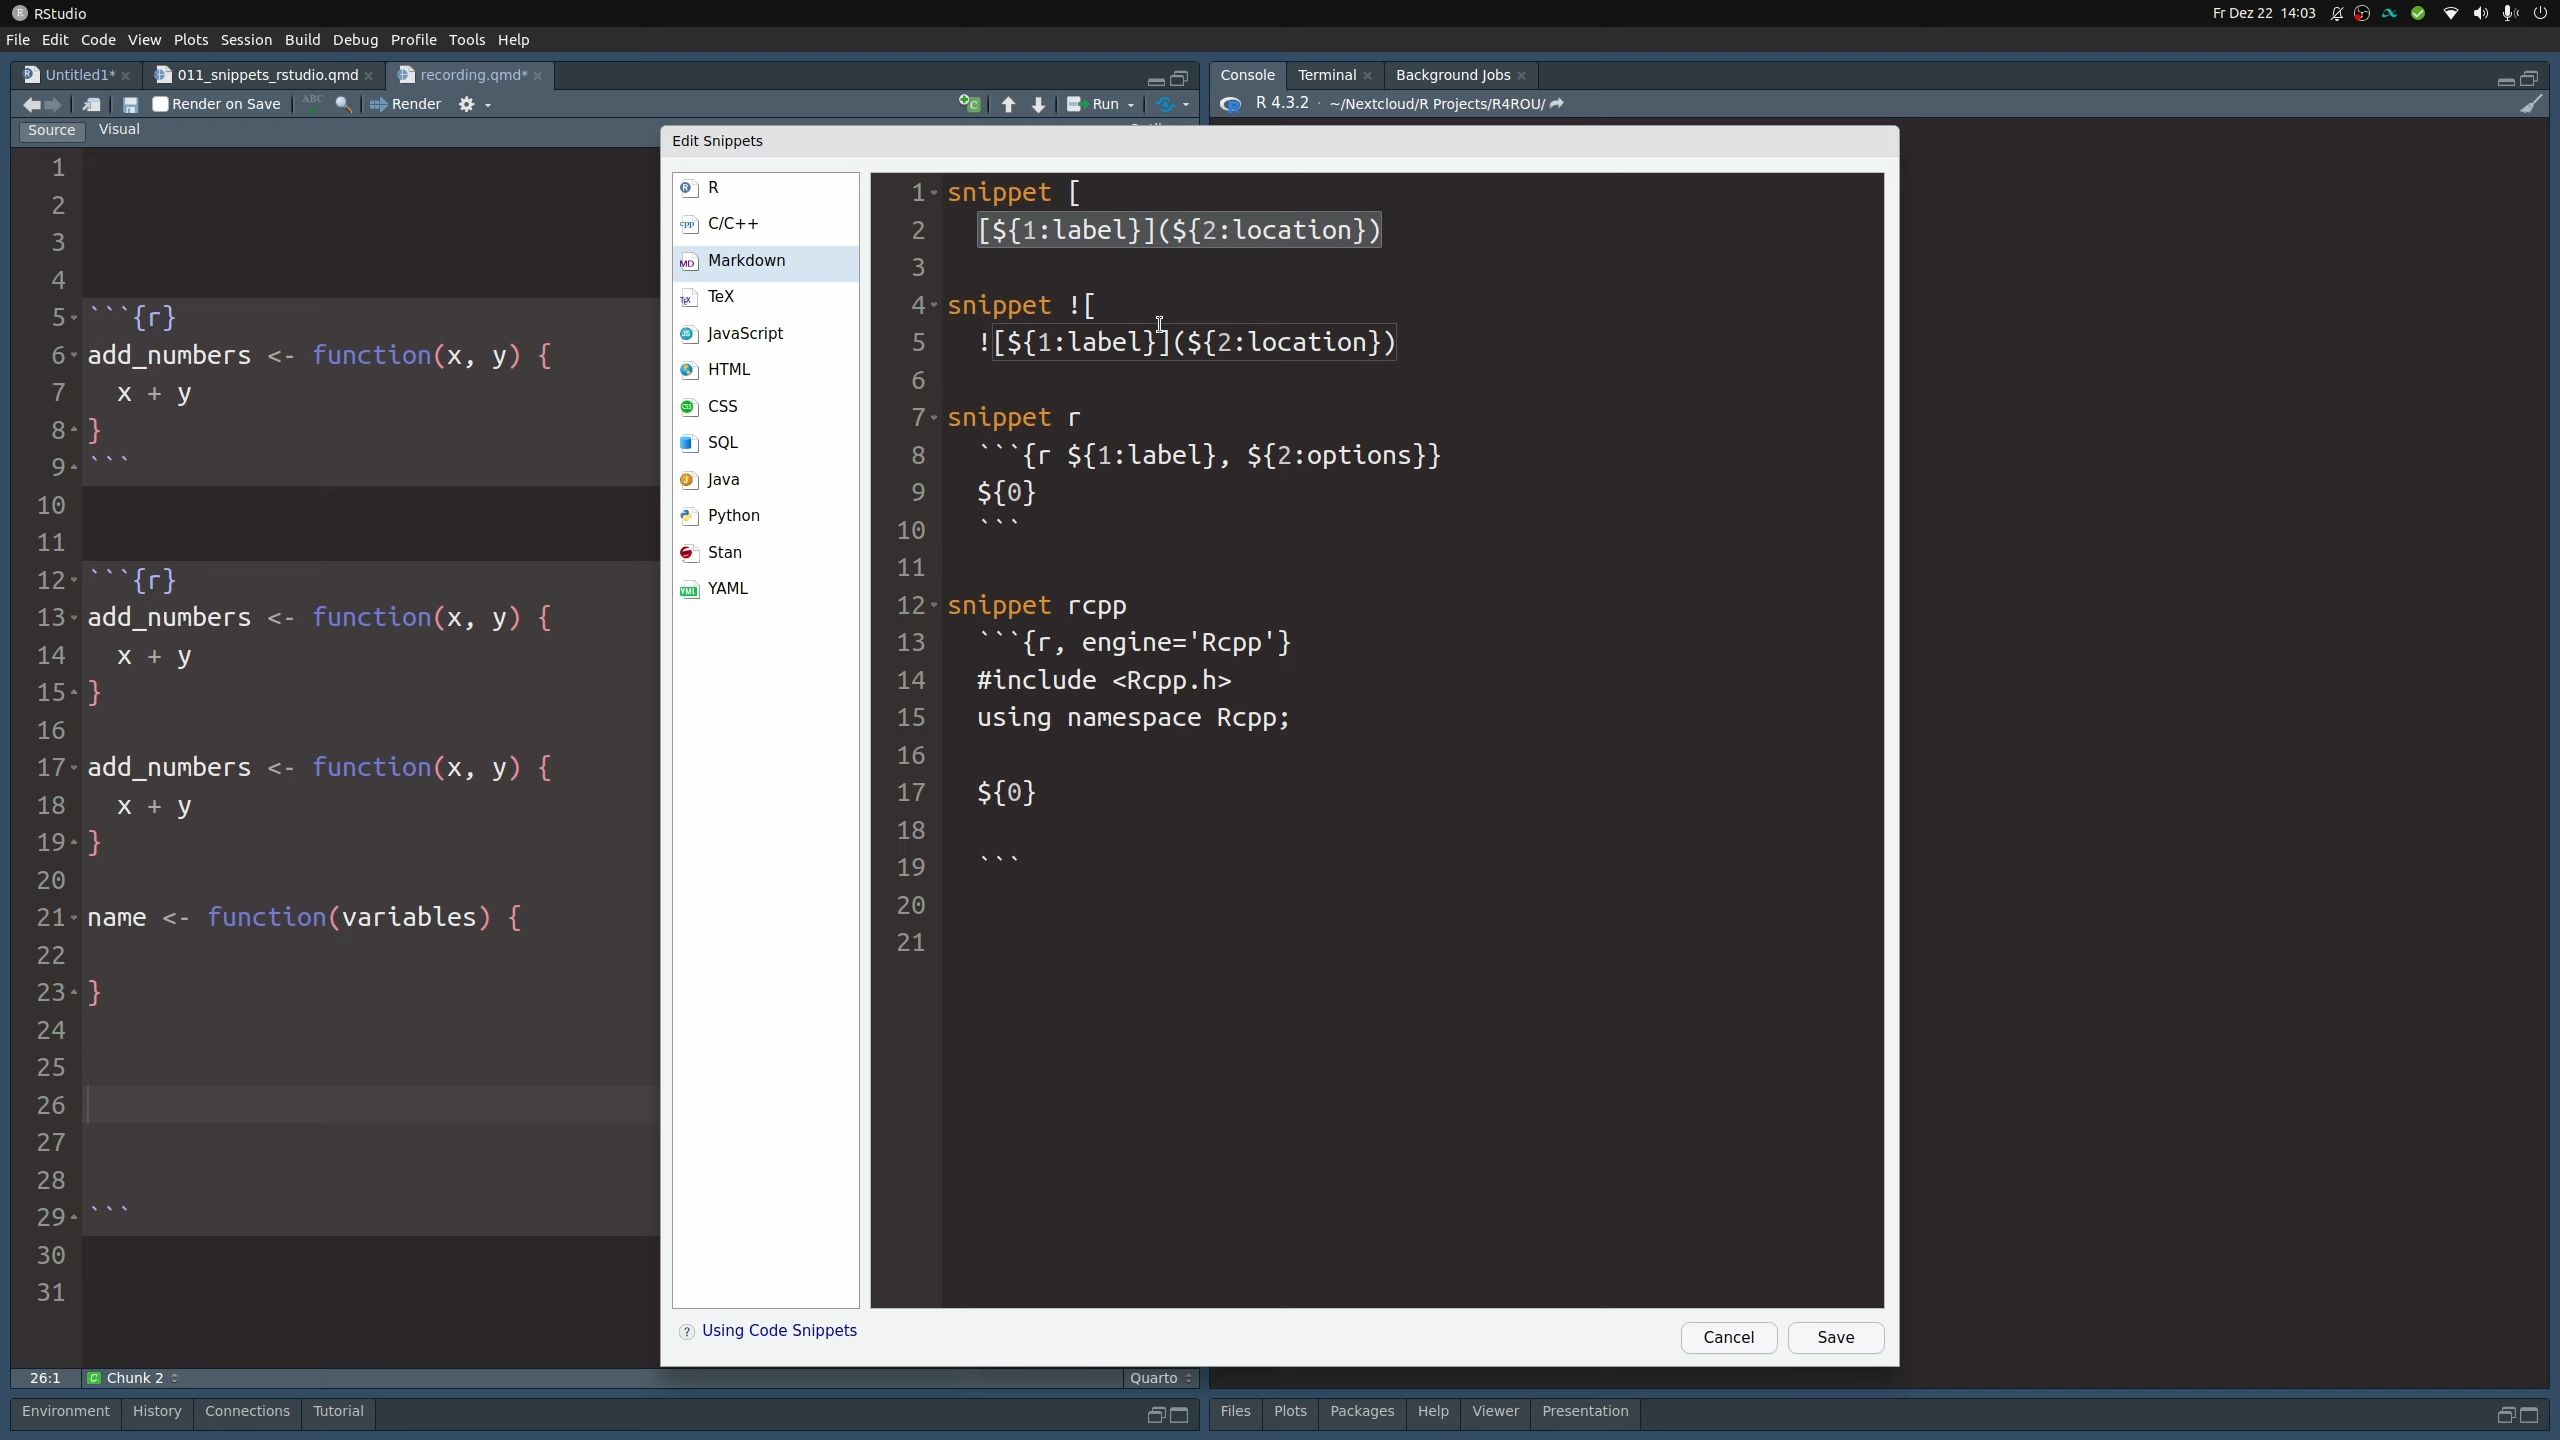 RStudio
Fr Dez 22 14:03
File Edit Code View Plots Session Build Debug Profile Tools Help
Untitled1* 011_snippets_rstudio.qmd recording.qmd*
Render on Save ABC Render Run
Source Visual
1
2
3
4
5 ```{r}
6 add_numbers <- function(x, y) {
7 x + y
8 }
9 ```
10
11
12 ```{r}
13 add_numbers <- function(x, y) {
14 x + y
15 }
16
17 add_numbers <- function(x, y) {
18 x + y
19 }
20
21 name <- function(variables) {
22
23 }
24
25
26
27
28
29 ```
30
31
26:1 Chunk 2 Quarto
Environment History Connections Tutorial
Console Terminal Background Jobs
R 4.3.2 · ~/Nextcloud/R Projects/R4ROU/
Edit Snippets
R
C/C++
Markdown
TeX
JavaScript
HTML
CSS
SQL
Java
Python
Stan
YAML
1 snippet [
2 [${1:label}](${2:location})
3
4 snippet ![
5 ![${1:label}](${2:location})
6
7 snippet r
8 ```{r ${1:label}, ${2:options}}
9 ${0}
10 ```
11
12 snippet rcpp
13 ```{r, engine='Rcpp'}
14 #include <Rcpp.h>
15 using namespace Rcpp;
16
17 ${0}
18
19 ```
20
21
Using Code Snippets
Cancel Save
Files Plots Packages Help Viewer Presentation